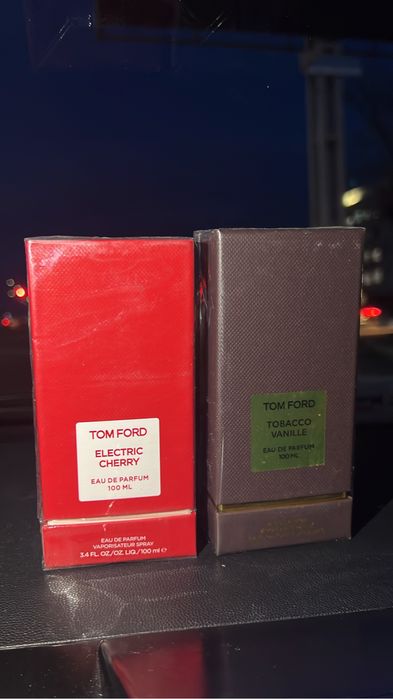 TOM FORD
ELECTRIC
CHERRY
EAU DE PARFUM
100 ML
EAU DE PARFUM
VAPORISATEUR SPRAY
3.4 FL. OZ/OZ. LIQ/100 ml ℮
TOM FORD
TOBACCO
VANILLE
EAU DE PARFUM
100 ML